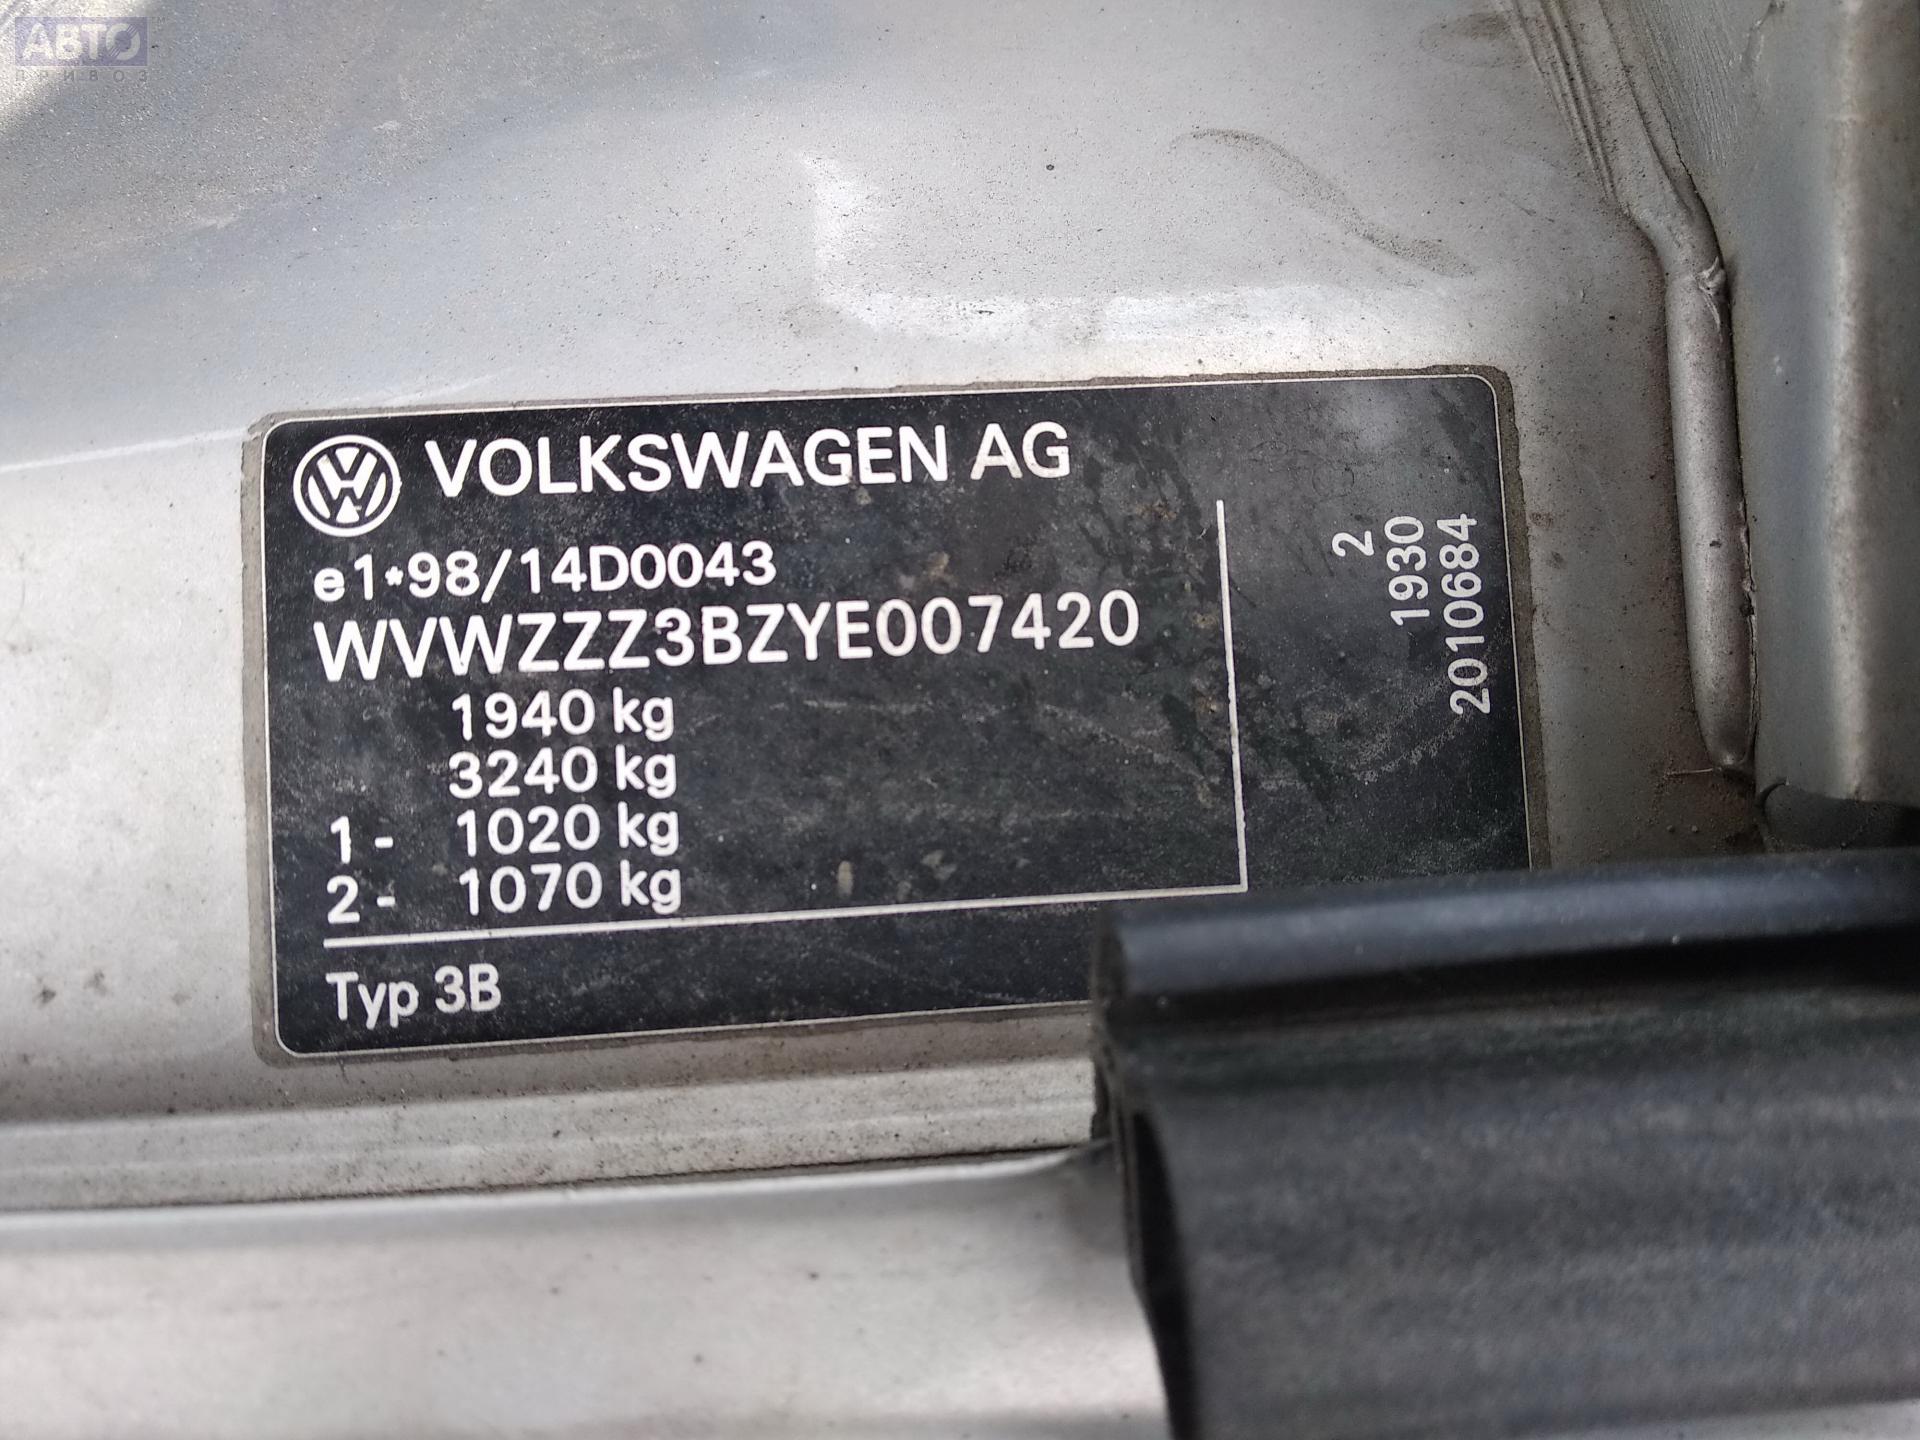 АВТО
ПРИВОЗ
VOLKSWAGEN AG
e1*98/14D0043
WVWZZZ3BZYE007420
1940 kg
3240 kg
1- 1020 kg
2- 1070 kg
Typ 3B
2
1930
2010684